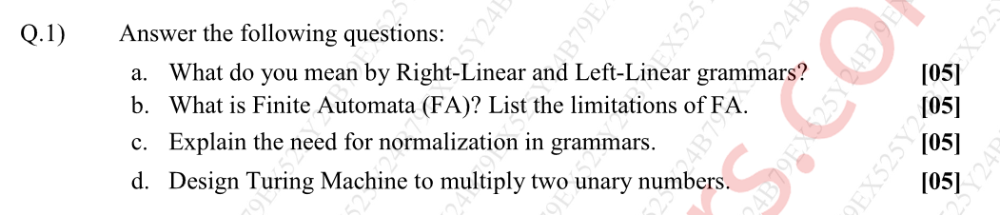 Q.1) Answer the following questions:
a. What do you mean by Right-Linear and Left-Linear grammars? [05]
b. What is Finite Automata (FA)? List the limitations of FA. [05]
c. Explain the need for normalization in grammars. [05]
d. Design Turing Machine to multiply two unary numbers. [05]